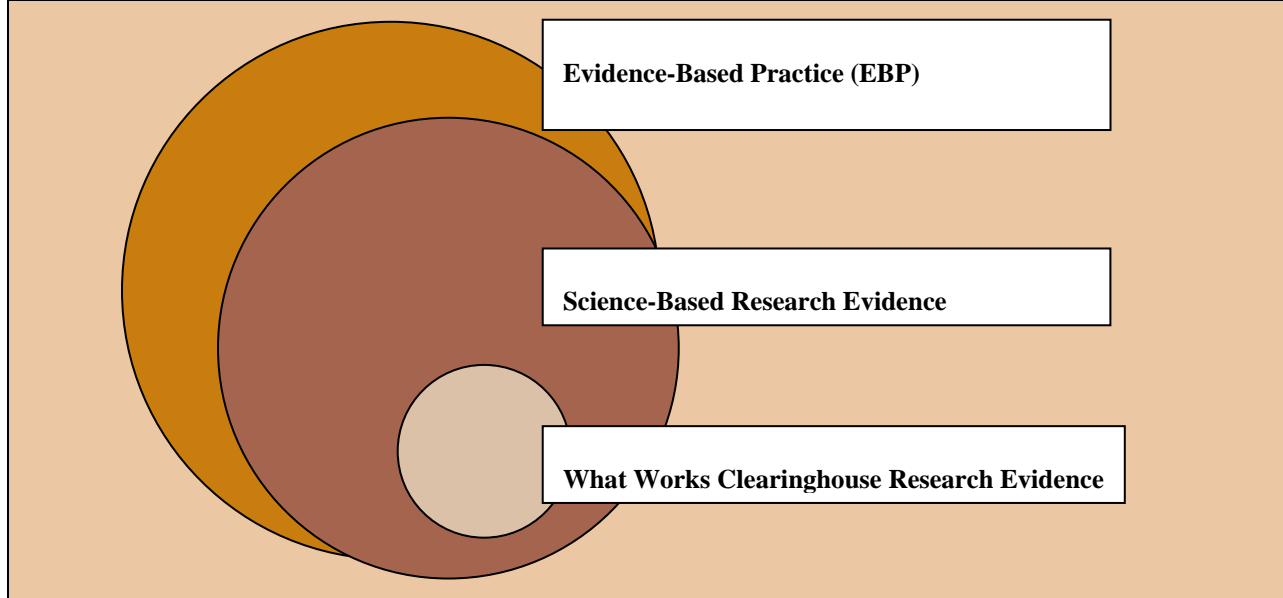 Evidence-Based Practice (EBP)
Science-Based Research Evidence
What Works Clearinghouse Research Evidence